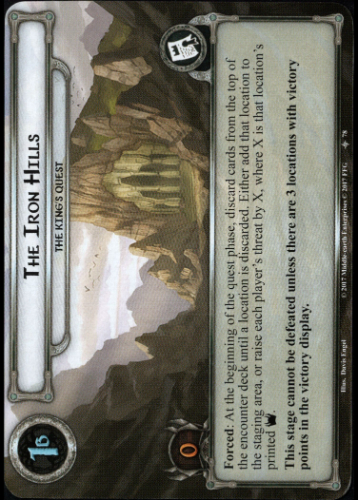 1B
THE IRON HILLS
THE KING'S QUEST
0
Forced: At the beginning of the quest phase, discard cards from the top
of the encounter deck until a location is discarded. Either add that location to
the staging area, or raise each player's threat by X, where X is that location's
printed .
This stage cannot be defeated unless there are 3 locations with victory
points in the victory display.
Illus. Davis Engel © 2017 Middle-earth Enterprises © 2017 FFG 78